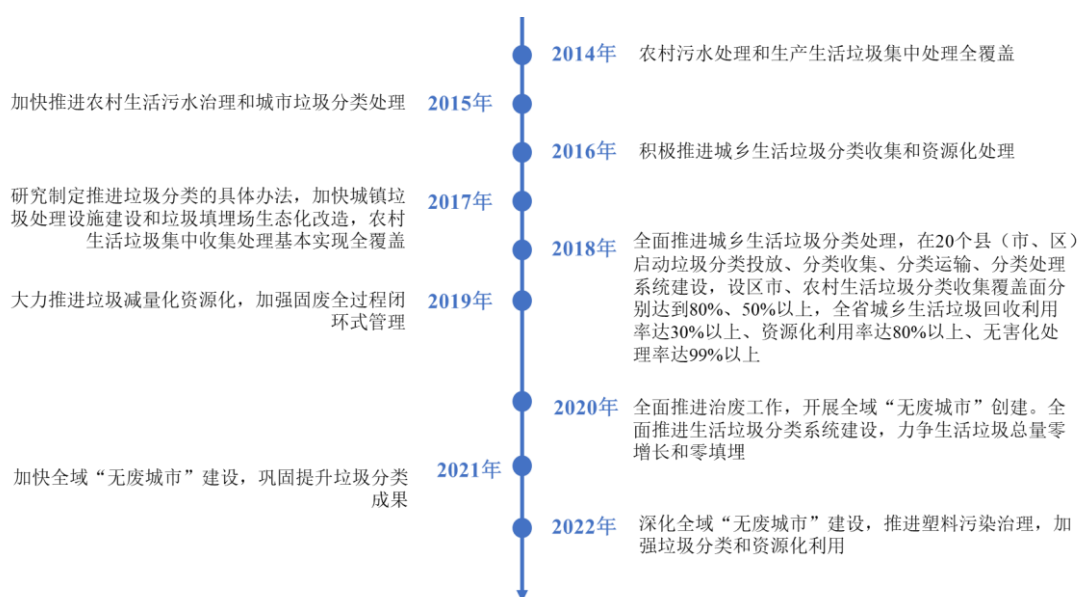 2014年
农村污水处理和生产生活垃圾集中处理全覆盖
加快推进农村生活污水治理和城市垃圾分类处理
2015年
2016年
积极推进城乡生活垃圾分类收集和资源化处理
研究制定推进垃圾分类的具体办法，加快城镇垃
圾处理设施建设和垃圾填埋场生态化改造，农村
生活垃圾集中收集处理基本实现全覆盖
2017年
2018年
全面推进城乡生活垃圾分类处理，在20个县（市、区）
启动垃圾分类投放、分类收集、分类运输、分类处理
系统建设，设区市、农村生活垃圾分类收集覆盖面分
别达到80%、50%以上，全省城乡生活垃圾回收利用
率达30%以上、资源化利用率达80%以上、无害化处
理率达99%以上
大力推进垃圾减量化资源化，加强固废全过程闭
环式管理
2019年
2020年
全面推进治废工作，开展全域“无废城市”创建。全
面推进生活垃圾分类系统建设，力争生活垃圾总量零
增长和零填埋
加快全域“无废城市”建设，巩固提升垃圾分类
成果
2021年
2022年
深化全域“无废城市”建设，推进塑料污染治理，加
强垃圾分类和资源化利用